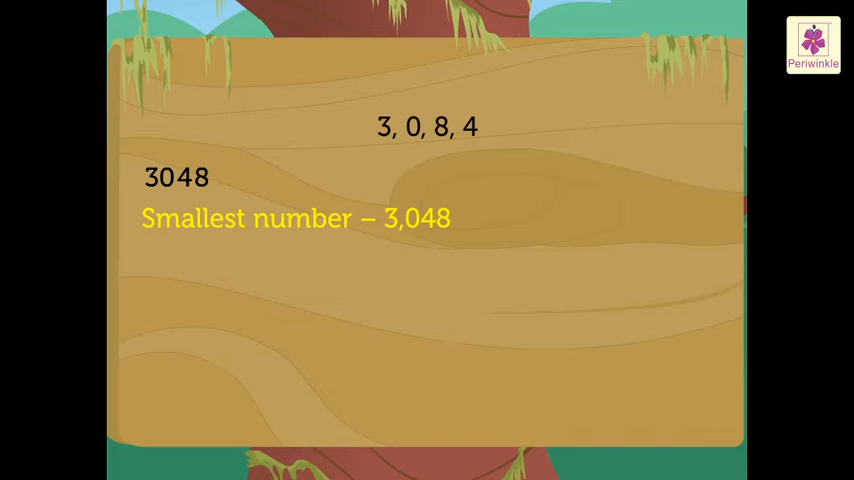 Periwinkle
3, 0, 8, 4
3048
Smallest number – 3,048